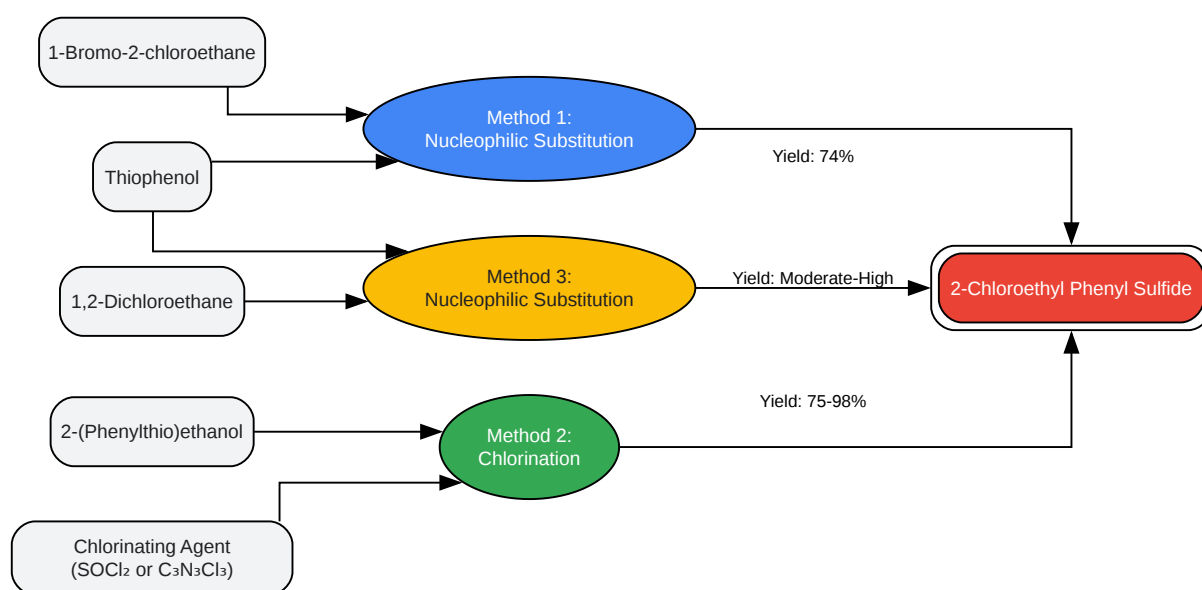 1-Bromo-2-chloroethane
Method 1:
Nucleophilic Substitution
Yield: 74%
Thiophenol
Method 3:
Nucleophilic Substitution
Yield: Moderate-High
2-Chloroethyl Phenyl Sulfide
1,2-Dichloroethane
Yield: 75-98%
2-(Phenylthio)ethanol
Method 2:
Chlorination
Chlorinating Agent
(SOCl₂ or C₃N₃Cl₃)